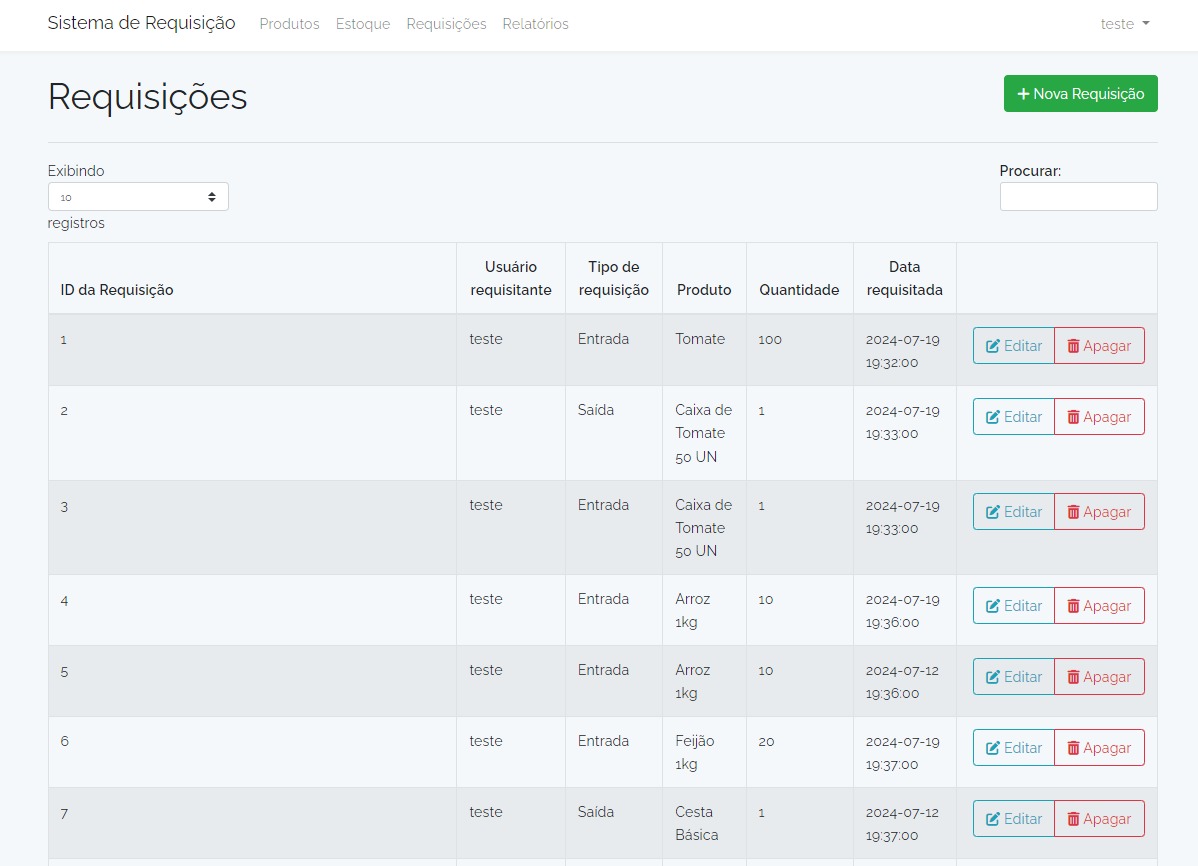 Sistema de Requisição Produtos Estoque Requisições Relatórios teste
Requisições
Nova Requisição
Exibindo
10
registros
Procurar:
ID da Requisição Usuário requisitante Tipo de requisição Produto Quantidade Data requisitada
1 teste Entrada Tomate 100 2024-07-19 19:32:00 Editar Apagar
2 teste Saída Caixa de Tomate 50 UN 1 2024-07-19 19:33:00 Editar Apagar
3 teste Entrada Caixa de Tomate 50 UN 1 2024-07-19 19:33:00 Editar Apagar
4 teste Entrada Arroz 1kg 10 2024-07-19 19:36:00 Editar Apagar
5 teste Entrada Arroz 1kg 10 2024-07-12 19:36:00 Editar Apagar
6 teste Entrada Feijão 1kg 20 2024-07-19 19:37:00 Editar Apagar
7 teste Saída Cesta Básica 1 2024-07-12 19:37:00 Editar Apagar